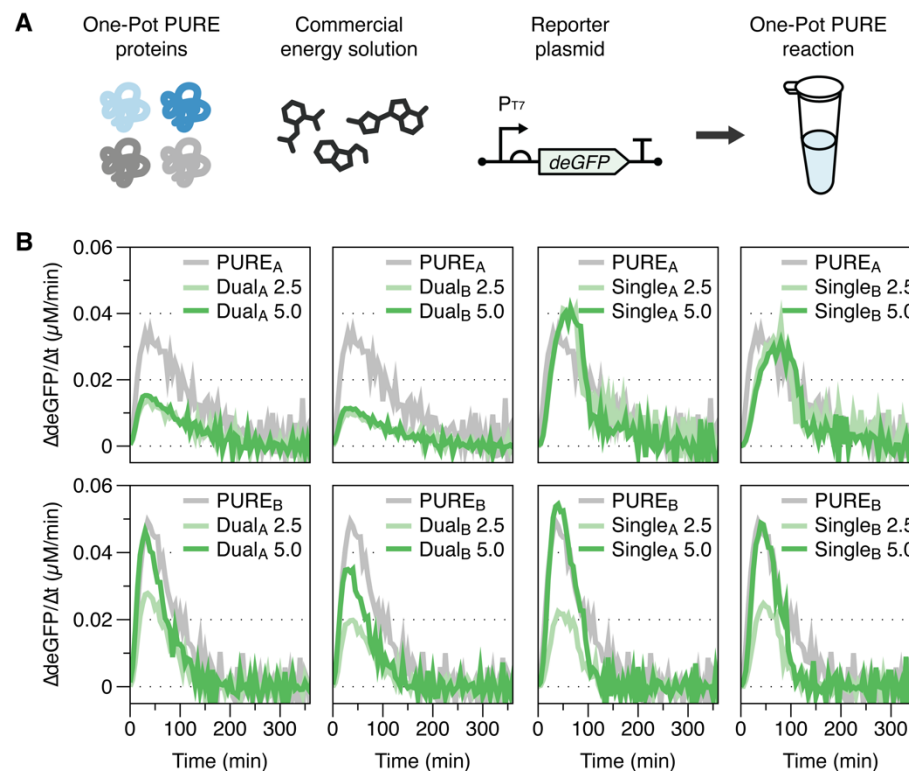 A
One-Pot PURE
proteins
Commercial
energy solution
Reporter
plasmid
One-Pot PURE
reaction
PT7
deGFP
B
ΔdeGFP/Δt (µM/min)
0.06
0.04
0.02
0
PUREA
DualA 2.5
DualA 5.0
PUREA
DualB 2.5
DualB 5.0
PUREA
SingleA 2.5
SingleA 5.0
PUREA
SingleB 2.5
SingleB 5.0
ΔdeGFP/Δt (µM/min)
0.06
0.04
0.02
0
PUREB
DualA 2.5
DualA 5.0
PUREB
DualB 2.5
DualB 5.0
PUREB
SingleA 2.5
SingleA 5.0
PUREB
SingleB 2.5
SingleB 5.0
0 100 200 300
0 100 200 300
0 100 200 300
0 100 200 300
Time (min)
Time (min)
Time (min)
Time (min)